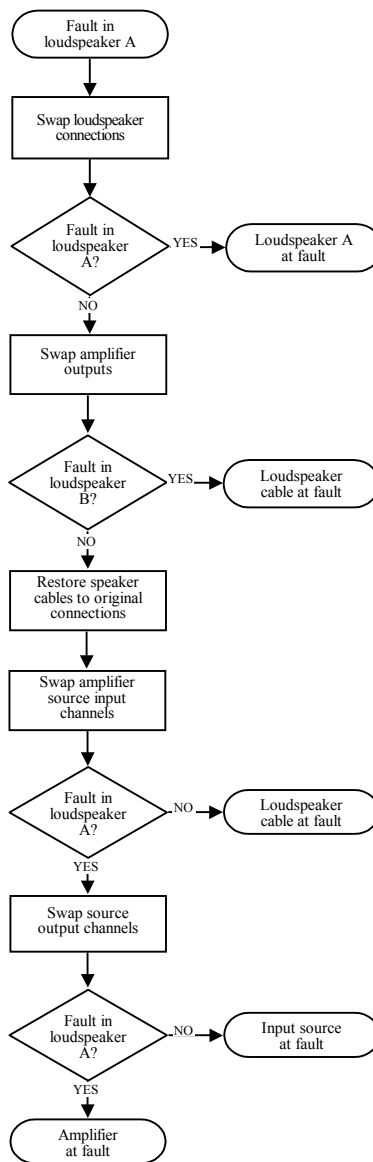 Fault in
loudspeaker A
Swap loudspeaker
connections
Fault in
loudspeaker
A?
YES
Loudspeaker A
at fault
NO
Swap amplifier
outputs
Fault in
loudspeaker
B?
YES
Loudspeaker
cable at fault
NO
Restore speaker
cables to original
connections
Swap amplifier
source input
channels
Fault in
loudspeaker
A?
NO
Loudspeaker
cable at fault
YES
Swap source
output channels
Fault in
loudspeaker
A?
NO
Input source
at fault
YES
Amplifier
at fault